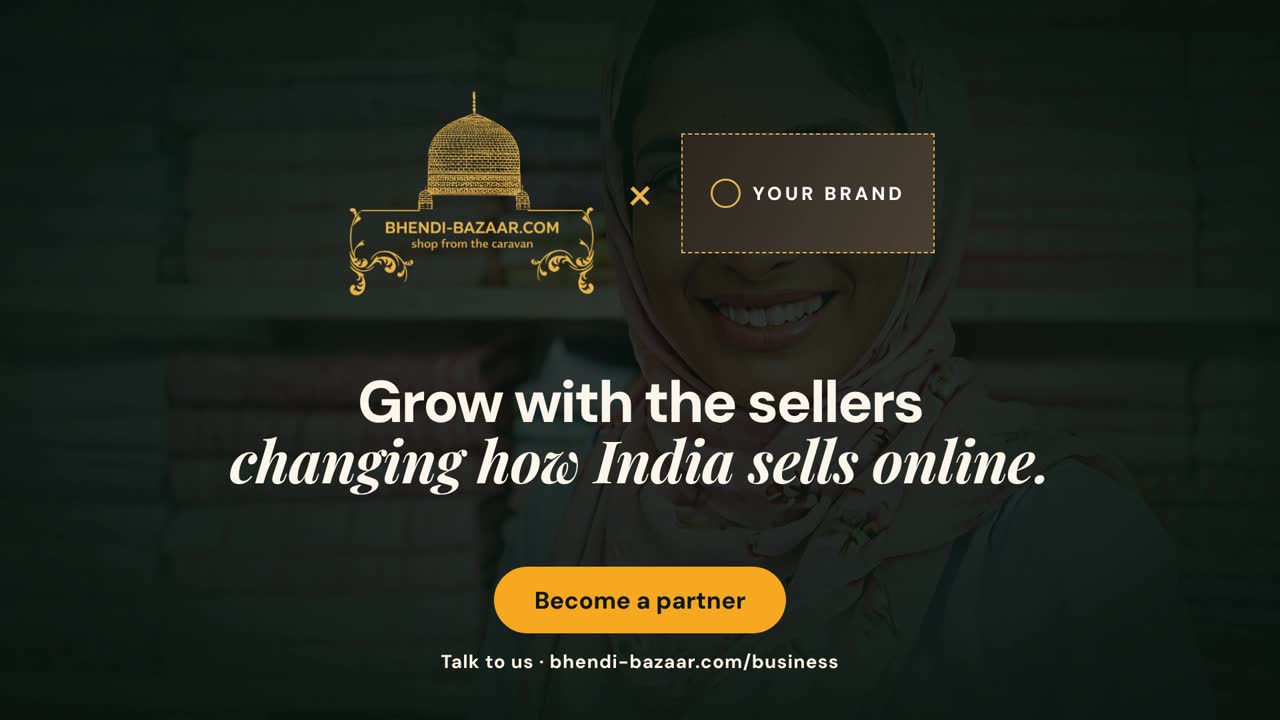 BHENDI-BAZAAR.COM
shop from the caravan
×
YOUR BRAND
Grow with the sellers
changing how India sells online.
Become a partner
Talk to us · bhendi-bazaar.com/business